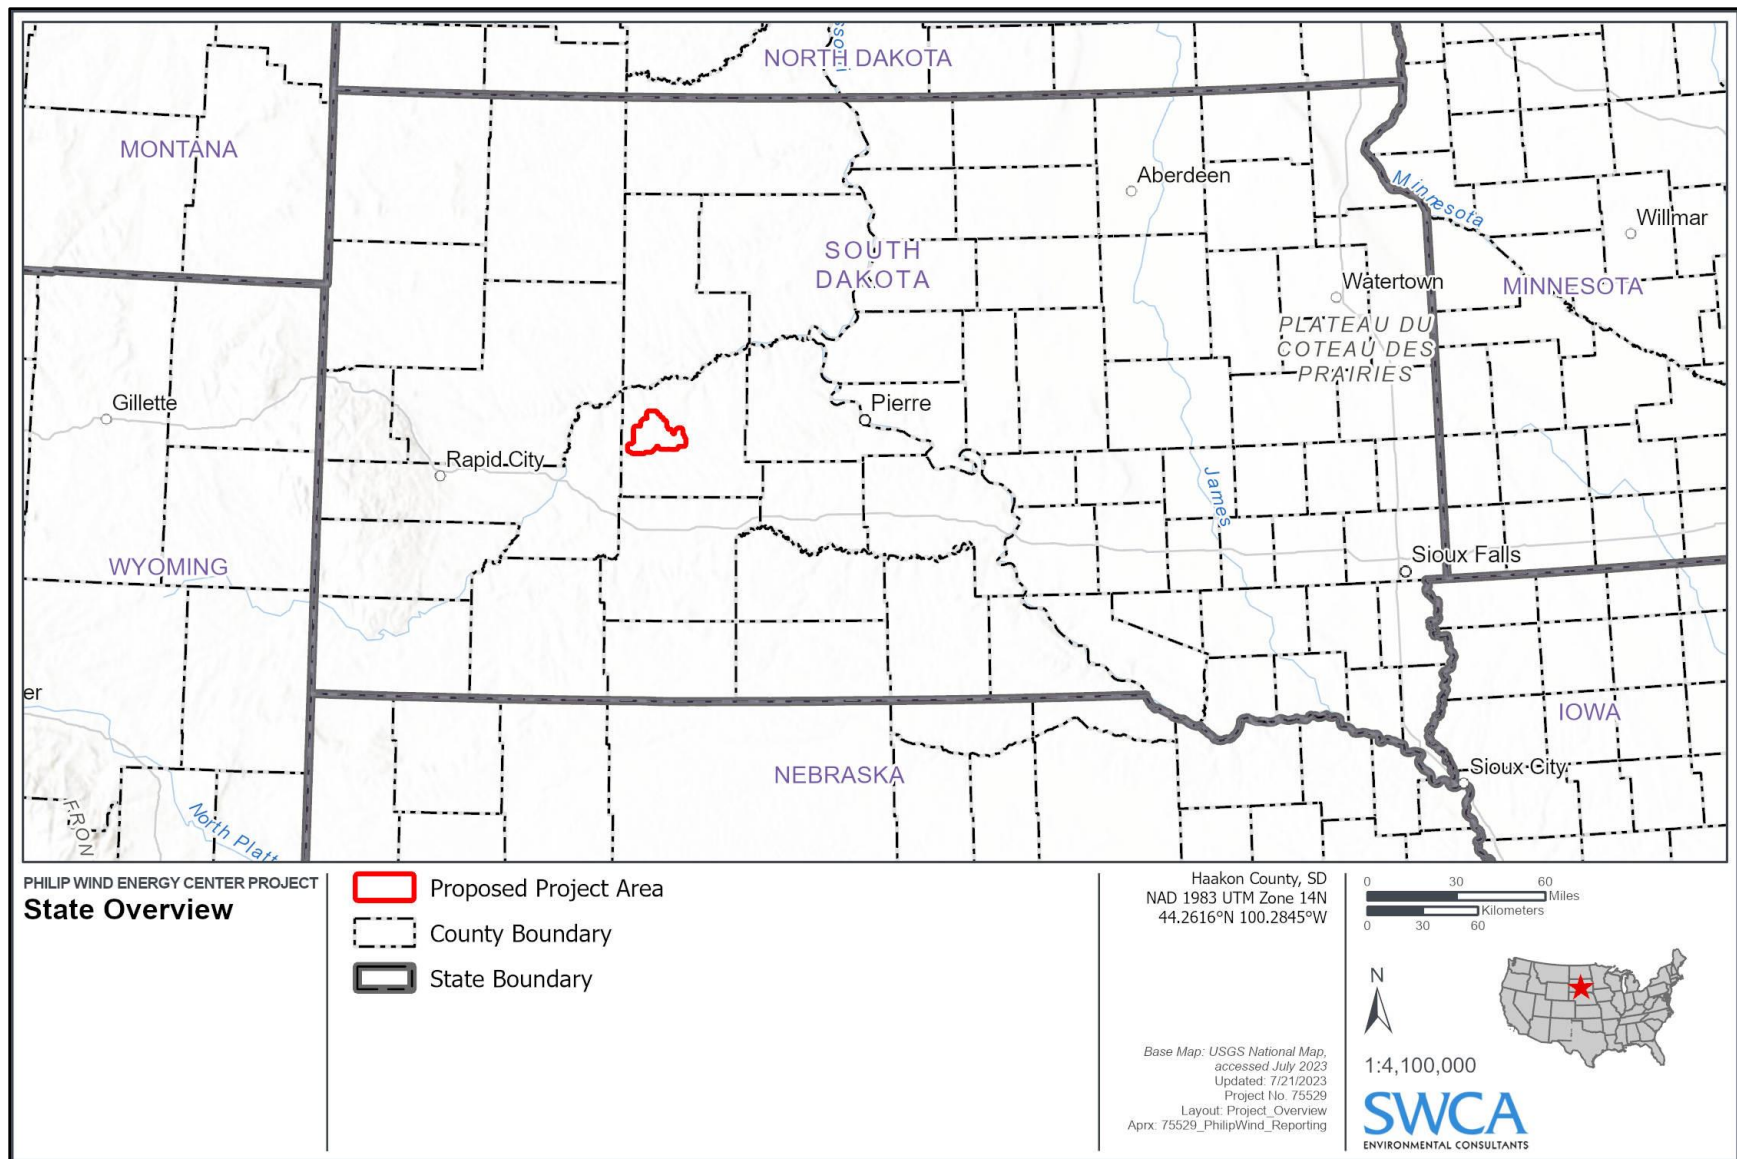 NORTH DAKOTA
MONTANA
Aberdeen
Minnesota
Willmar
SOUTH
DAKOTA
Watertown
MINNESOTA
PLATEAU DU
COTEAU DES
PRAIRIES
Gillette
Pierre
Rapid City
James
WYOMING
Sioux Falls
er
IOWA
NEBRASKA
Sioux City
FRON
North Platt
PHILIP WIND ENERGY CENTER PROJECT
State Overview
Proposed Project Area
County Boundary
State Boundary
Haakon County, SD
NAD 1983 UTM Zone 14N
44.2616°N 100.2845°W
Base Map: USGS National Map,
accessed July 2023
Updated: 7/21/2023
Project No. 75529
Layout: Project_Overview
Aprx: 75529_PhilipWind_Reporting
0 30 60
Miles
Kilometers
0 30 60
N
1:4,100,000
SWCA
ENVIRONMENTAL CONSULTANTS